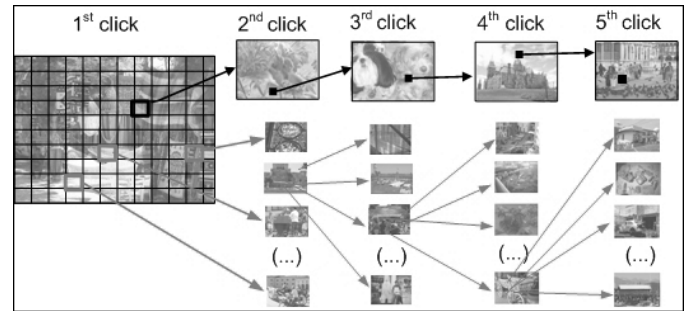 1st click
2nd click
3rd click
4th click
5th click
(...)
(...)
(...)
(...)